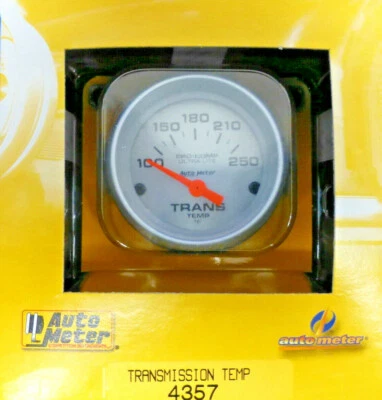 100 150 180 210 250
PRO-COMP
ULTRA-LITE
Auto Meter
TRANS
TEMP
°F
Auto
Meter
auto meter
TRANSMISSION TEMP
4357